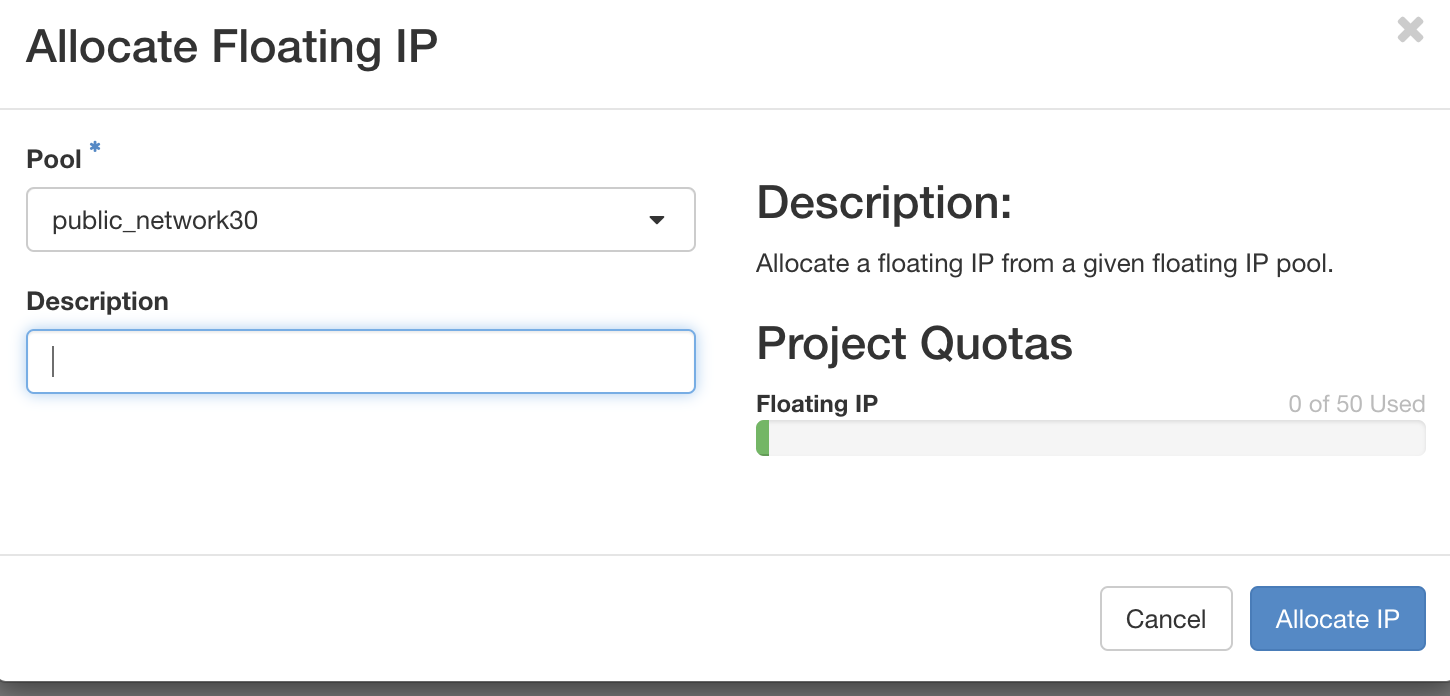 Allocate Floating IP
Pool *
public_network30
Description
Description:
Allocate a floating IP from a given floating IP pool.
Project Quotas
Floating IP
0 of 50 Used
Cancel
Allocate IP